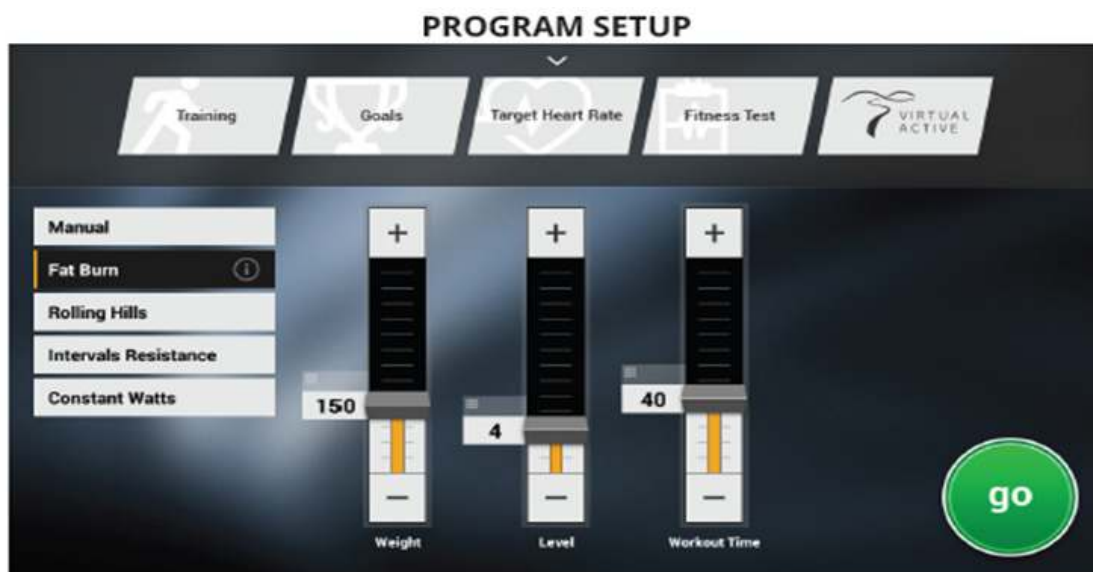 PROGRAM SETUP
Training
Goals
Target Heart Rate
Fitness Test
VIRTUAL
ACTIVE
Manual
Fat Burn
Rolling Hills
Intervals Resistance
Constant Watts
+
+
+
150
4
40
−
−
−
Weight
Level
Workout Time
go